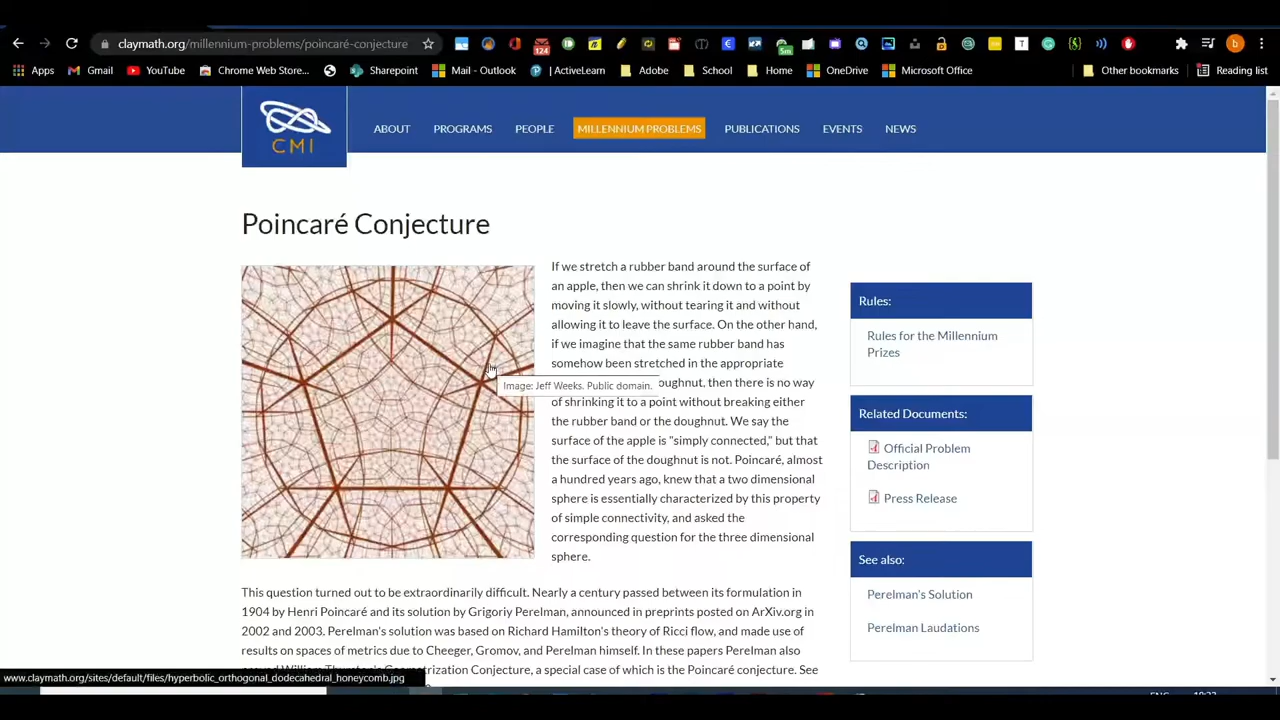 claymath.org/millennium-problems/poincaré-conjecture
124
5m
T
b
Apps
Gmail
YouTube
Chrome Web Store...
Sharepoint
Mail - Outlook
| ActiveLearn
Adobe
School
Home
OneDrive
Microsoft Office
Other bookmarks
Reading list
CMI
ABOUT
PROGRAMS
PEOPLE
MILLENNIUM PROBLEMS
PUBLICATIONS
EVENTS
NEWS
Poincaré Conjecture
If we stretch a rubber band around the surface of
an apple, then we can shrink it down to a point by
moving it slowly, without tearing it and without
allowing it to leave the surface. On the other hand,
if we imagine that the same rubber band has
somehow been stretched in the appropriate
oughnut, then there is no way
Image: Jeff Weeks. Public domain.
of shrinking it to a point without breaking either
the rubber band or the doughnut. We say the
surface of the apple is "simply connected," but that
the surface of the doughnut is not. Poincaré, almost
a hundred years ago, knew that a two dimensional
sphere is essentially characterized by this property
of simple connectivity, and asked the
corresponding question for the three dimensional
sphere.
This question turned out to be extraordinarily difficult. Nearly a century passed between its formulation in
1904 by Henri Poincaré and its solution by Grigoriy Perelman, announced in preprints posted on ArXiv.org in
2002 and 2003. Perelman's solution was based on Richard Hamilton's theory of Ricci flow, and made use of
results on spaces of metrics due to Cheeger, Gromov, and Perelman himself. In these papers Perelman also
William Thurston's Geometrization Conjecture, a special case of which is the Poincaré conjecture. See
www.claymath.org/sites/default/files/hyperbolic_orthogonal_dodecahedral_honeycomb.jpg
Rules:
Rules for the Millennium
Prizes
Related Documents:
Official Problem
Description
Press Release
See also:
Perelman's Solution
Perelman Laudations